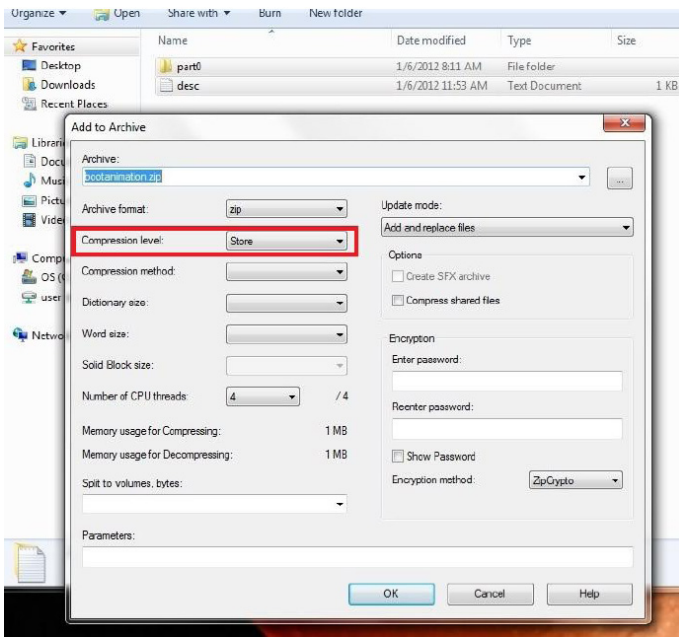 Organize Open Share with Burn New folder
Favorites
Desktop
Downloads
Recent Places
Name Date modified Type Size
part0 1/6/2012 8:11 AM File folder
desc 1/6/2012 11:53 AM Text Document 1 KB
Add to Archive
Archive:
bootanimation.zip
...
Archive format: zip
Compression level: Store
Compression method:
Dictionary size:
Word size:
Solid Block size:
Number of CPU threads: 4 / 4
Memory usage for Compressing: 1 MB
Memory usage for Decompressing: 1 MB
Split to volumes, bytes:
Update mode:
Add and replace files
Options
Create SFX archive
Compress shared files
Encryption
Enter password:
Reenter password:
Show Password
Encryption method: ZipCrypto
Parameters:
OK Cancel Help
OS (
user